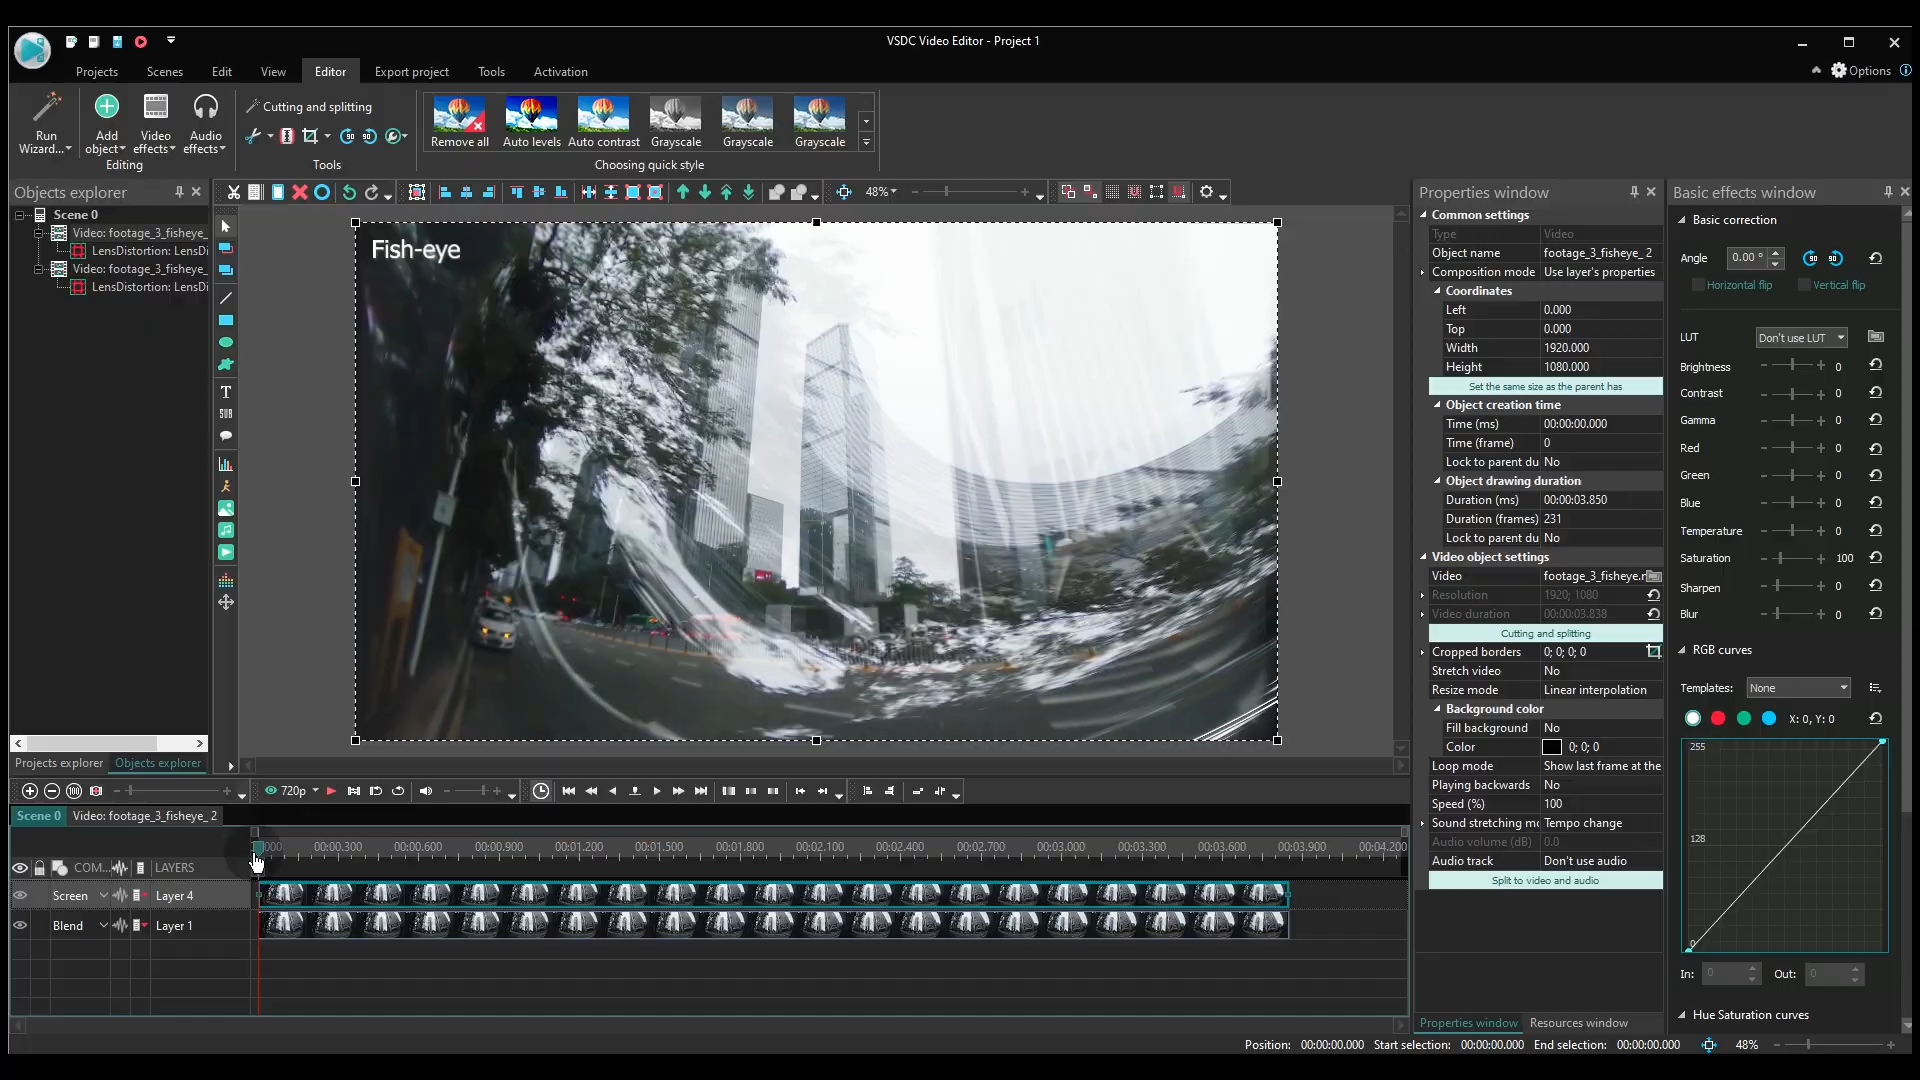 VSDC Video Editor - Project 1
Projects Scenes Edit View Editor Export project Tools Activation
Options
Run Wizard...
Add object
Video effects
Audio effects
Editing
Cutting and splitting
Tools
Remove all
Auto levels
Auto contrast
Grayscale
Grayscale
Grayscale
Choosing quick style
Objects explorer
48%
Scene 0
Video: footage_3_fisheye_
LensDistortion: LensDi
Video: footage_3_fisheye_
LensDistortion: LensDi
Projects explorer Objects explorer
Fish-eye
Properties window
Common settings
Type Video
Object name footage_3_fisheye_ 2
Composition mode Use layer's properties
Coordinates
Left 0.000
Top 0.000
Width 1920.000
Height 1080.000
Set the same size as the parent has
Object creation time
Time (ms) 00:00:00.000
Time (frame) 0
Lock to parent du No
Object drawing duration
Duration (ms) 00:00:03.850
Duration (frames) 231
Lock to parent du No
Video object settings
Video footage_3_fisheye.
Resolution 1920; 1080
Video duration 00:00:03.838
Cutting and splitting
Cropped borders 0; 0; 0; 0
Stretch video No
Resize mode Linear interpolation
Background color
Fill background No
Color 0; 0; 0
Loop mode Show last frame at the
Playing backwards No
Speed (%) 100
Sound stretching mo Tempo change
Audio volume (dB) 0.0
Audio track Don't use audio
Split to video and audio
Properties window Resources window
Basic effects window
Basic correction
Angle 0.00 °
90 90
Horizontal flip Vertical flip
LUT Don't use LUT
Brightness 0
Contrast 0
Gamma 0
Red 0
Green 0
Blue 0
Temperature 0
Saturation 100
Sharpen 0
Blur 0
RGB curves
Templates: None
X: 0, Y: 0
255
128
0
In: 0 Out: 0
Hue Saturation curves
720p
Scene 0 Video: footage_3_fisheye_ 2
000 00:00.300 00:00.600 00:00.900 00:01.200 00:01.500 00:01.800 00:02.100 00:02.400 00:02.700 00:03.000 00:03.300 00:03.600 00:03.900 00:04.200
COM... LAYERS
Screen Layer 4
Blend Layer 1
Position: 00:00:00.000 Start selection: 00:00:00.000 End selection: 00:00:00.000 48%